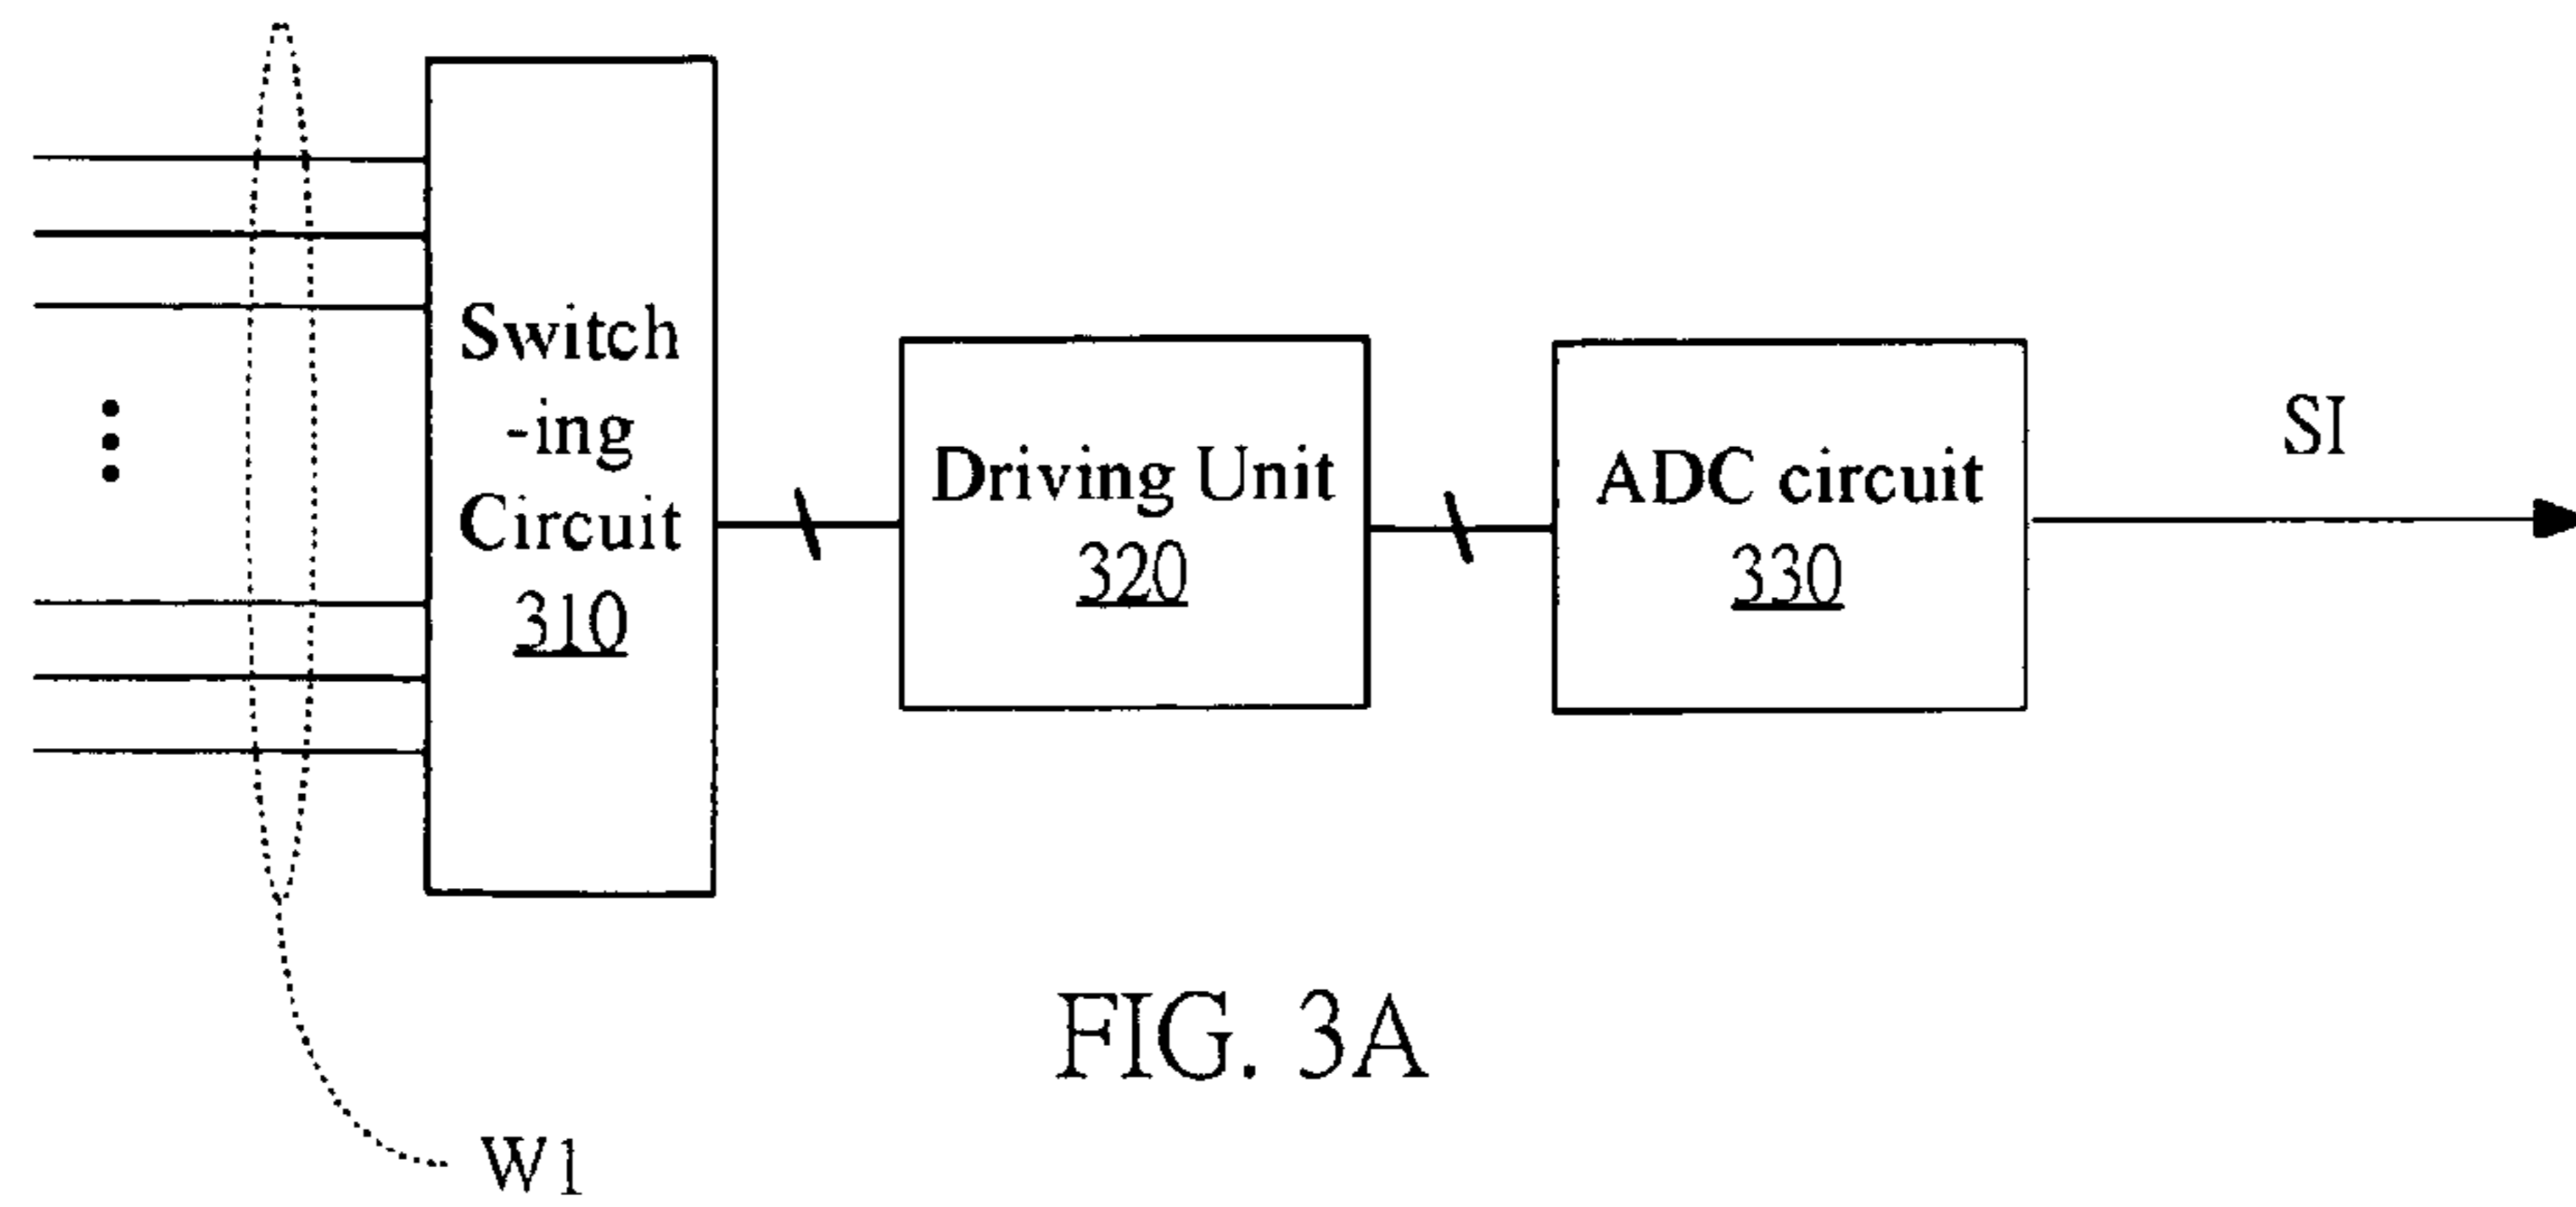 Switch
-ing
Circuit
310
Driving Unit
320
ADC circuit
330
SI
FIG. 3A
W1